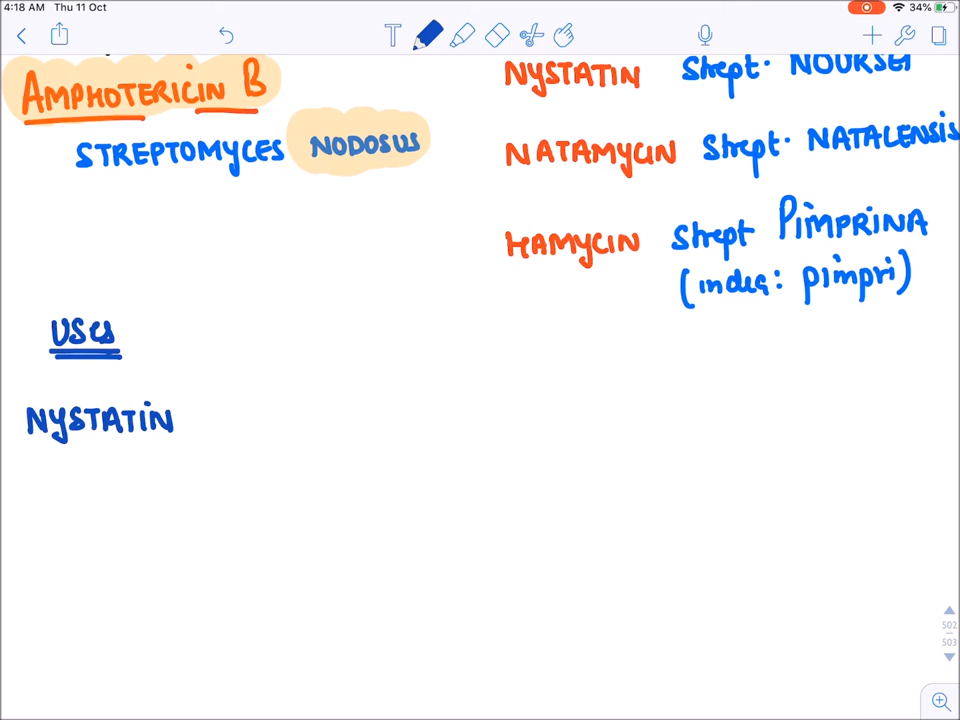 4:18 AM Thu 11 Oct
34%
T
AMPHOTERICIN B
STREPTOMYCES NODOSUS
NYSTATIN Strept. NOURSEI
NATAMYCIN Strept. NATALENSIS
HAMYCIN Strept PIMPRINA
(India: pimpri)
USES
NYSTATIN
502
503